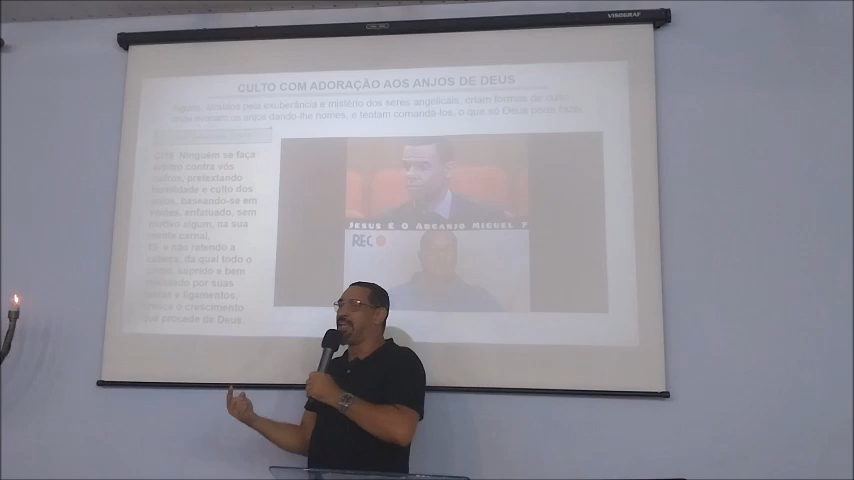 VISOGRAF
CULTO COM ADORAÇÃO AOS ANJOS DE DEUS
Alguns, atraídos pela exuberância e mistério dos seres angelicais, criam formas de culto
onde invocam os anjos dando-lhe nomes, e tentam comandá-los, o que só Deus pode fazer
Ninguem se faça
contra vós
outros, pretextando
humildade e culto dos
anjos, baseando-se em
visões, enfatuado, sem
motivo algum, na sua
mente carnal,
e não retendo a
cabeça, da qual todo o
corpo, suprido e bem
vinculado por suas
juntas e ligamentos,
cresce o crescimento
que procede de Deus.
JESUS É O ARCANJO MIGUEL ?
REC